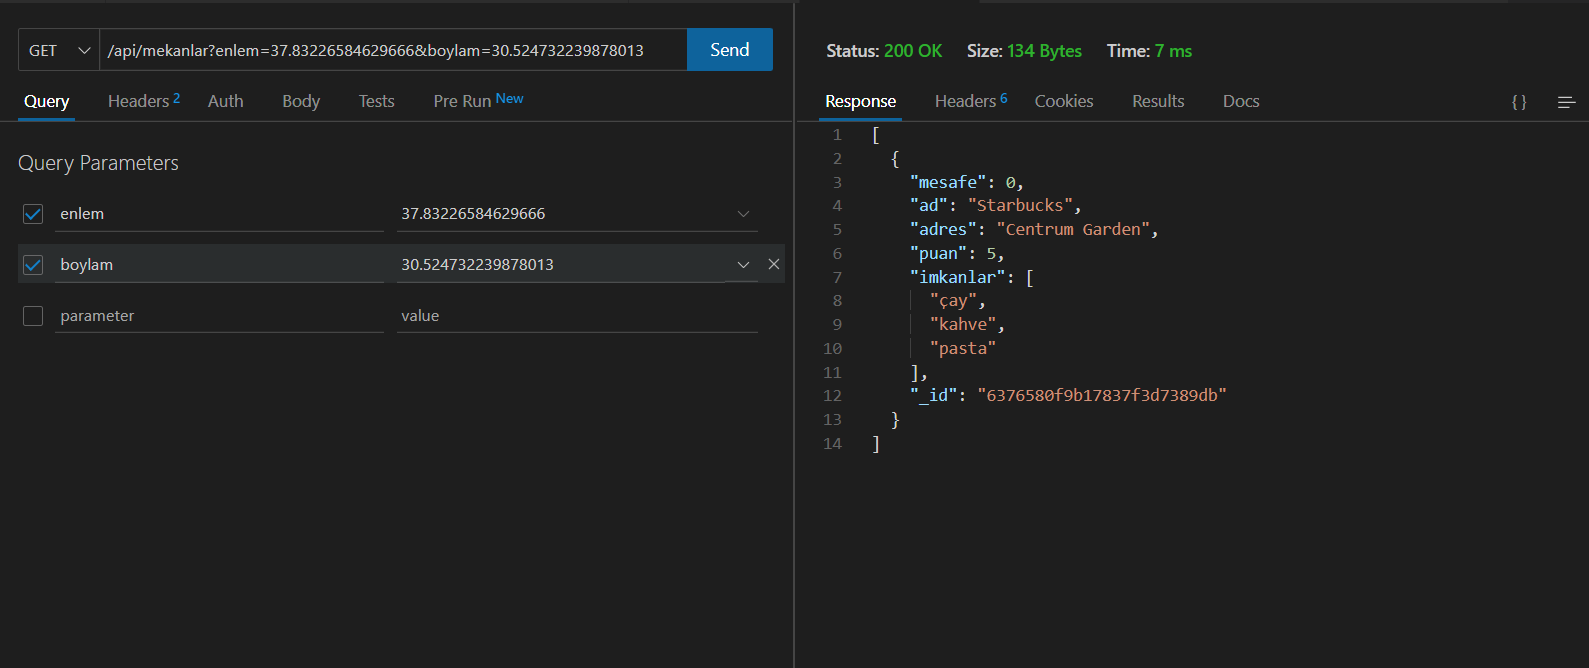 GET /api/mekanlar?enlem=37.83226584629666&boylam=30.524732239878013 Send
Query Headers 2 Auth Body Tests Pre Run New
Query Parameters
enlem 37.83226584629666
boylam 30.524732239878013
parameter value
Status: 200 OK Size: 134 Bytes Time: 7 ms
Response Headers 6 Cookies Results Docs { }
1 [
2 {
3 "mesafe": 0,
4 "ad": "Starbucks",
5 "adres": "Centrum Garden",
6 "puan": 5,
7 "imkanlar": [
8 "çay",
9 "kahve",
10 "pasta"
11 ],
12 "_id": "6376580f9b17837f3d7389db"
13 }
14 ]